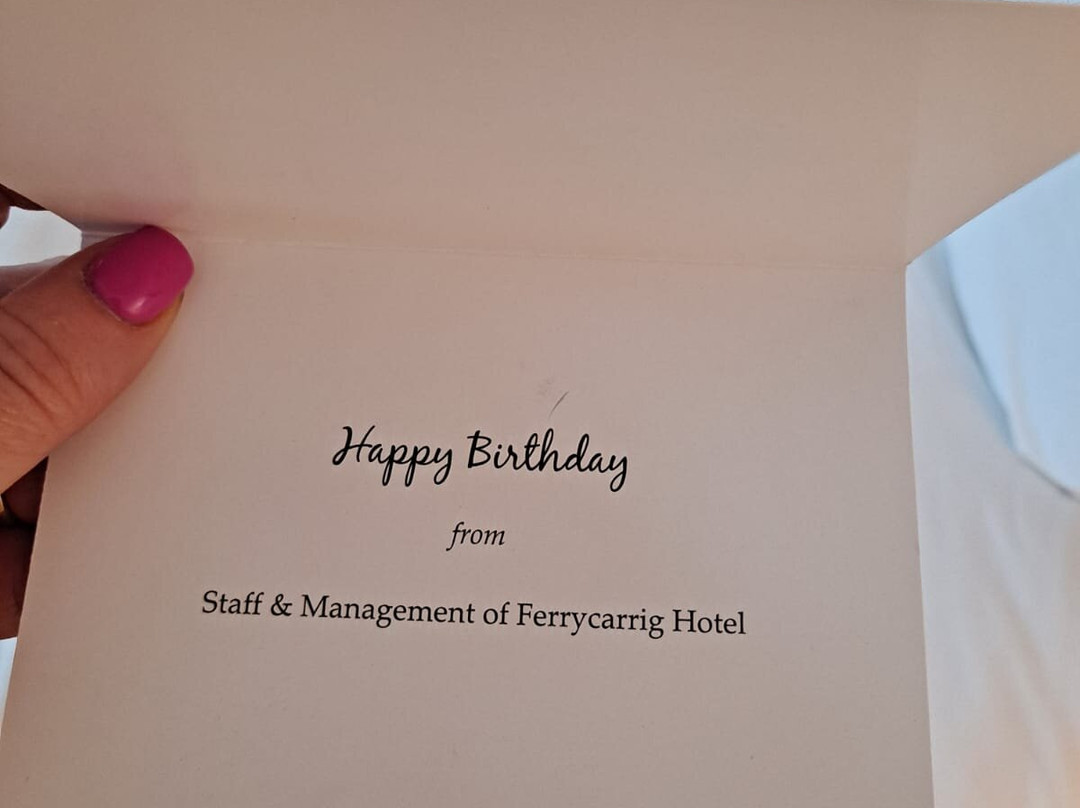 Happy Birthday
from
Staff & Management of Ferrycarrig Hotel